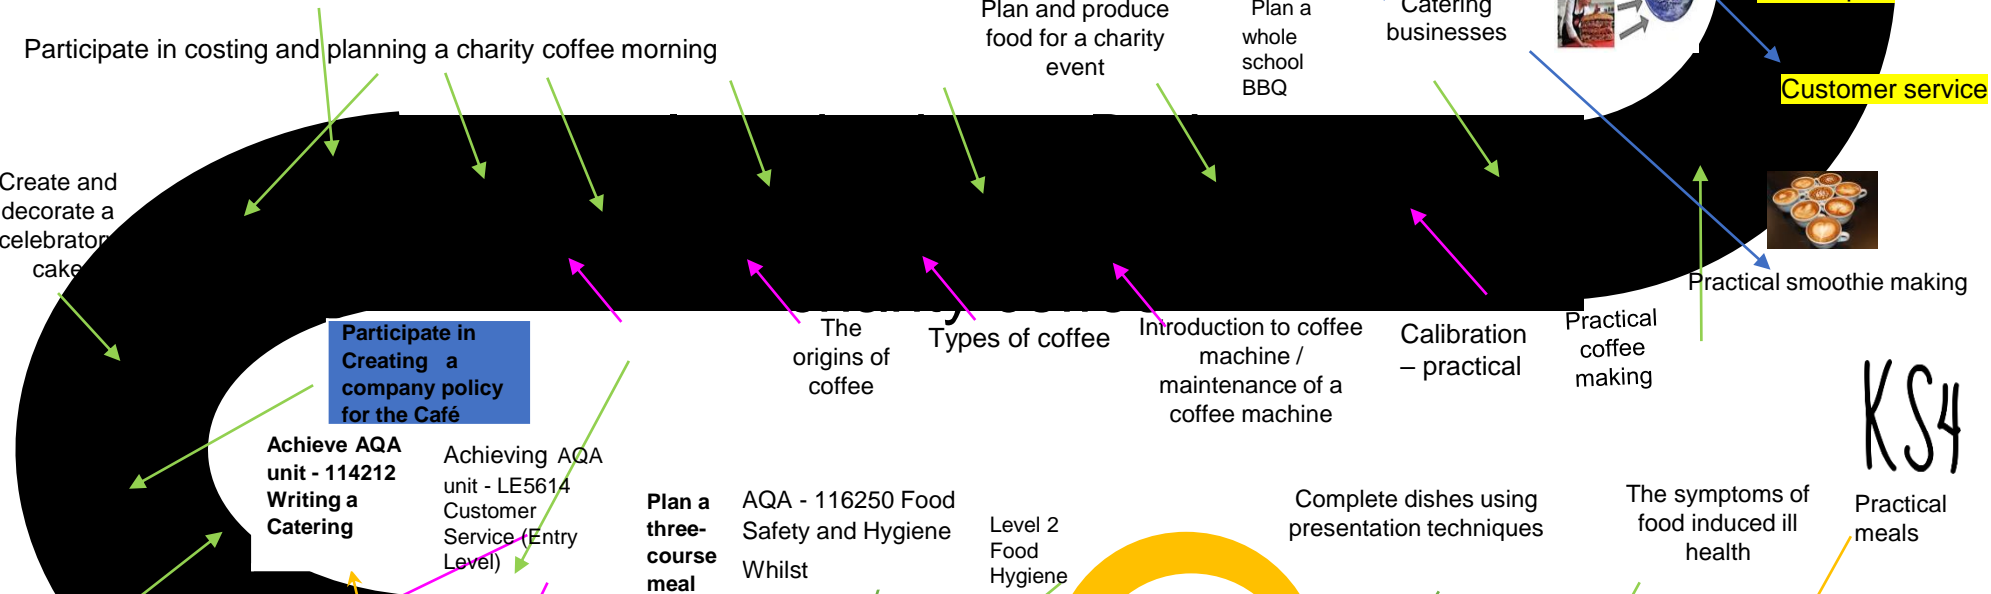 Participate in costing and planning a charity coffee morning
Plan and produce
food for a charity
event
Plan a
whole
school
BBQ
Catering
businesses
Customer service
Create and
decorate a
celebrator
cake
Practical smoothie making
Participate in
Creating a
company policy
for the Café
The
origins of
coffee
Types of coffee
Introduction to coffee
machine /
maintenance of a
coffee machine
Calibration
– practical
Practical
coffee
making
KS4
Achieve AQA
unit - 114212
Writing a
Catering
Achieving AQA
unit - LE5614
Customer
Service (Entry
Level)
Plan a
three-
course
meal
AQA - 116250 Food
Safety and Hygiene
Whilst
Level 2
Food
Hygiene
Complete dishes using
presentation techniques
The symptoms of
food induced ill
health
Practical
meals